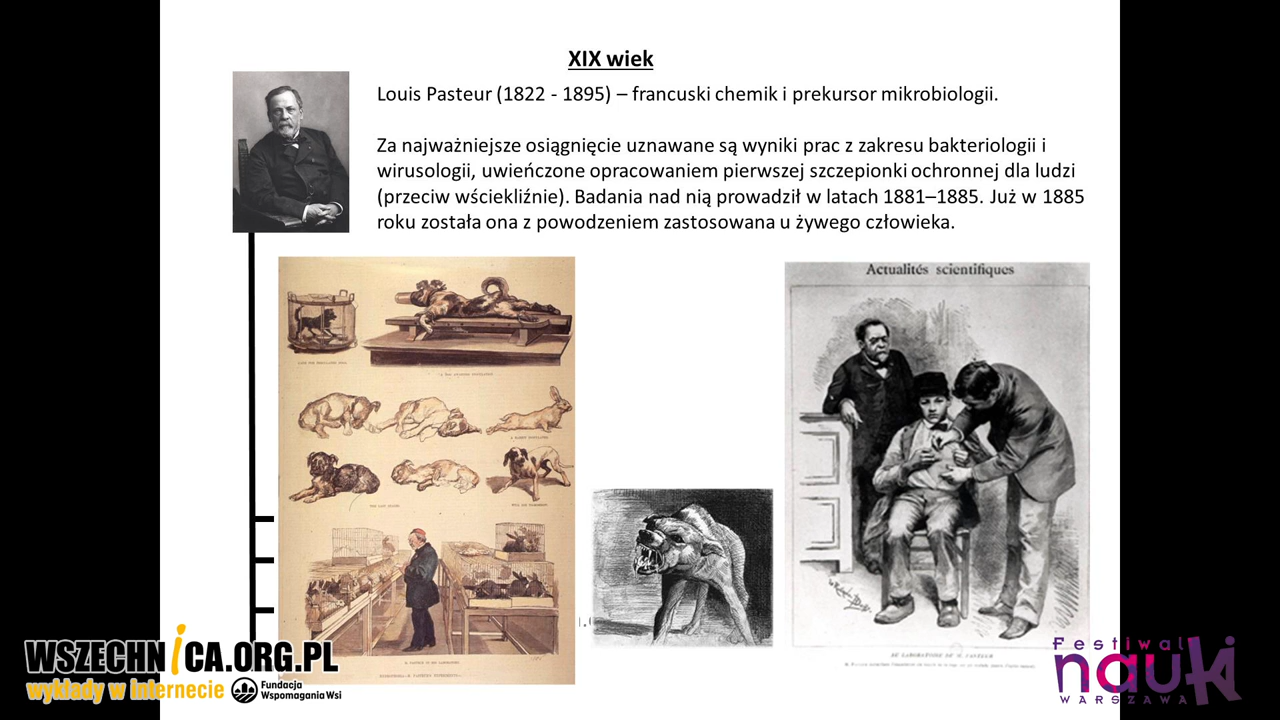 XIX wiek
Louis Pasteur (1822 - 1895) – francuski chemik i prekursor mikrobiologii.
Za najważniejsze osiągnięcie uznawane są wyniki prac z zakresu bakteriologii i
wirusologii, uwieńczone opracowaniem pierwszej szczepionki ochronnej dla ludzi
(przeciw wściekliźnie). Badania nad nią prowadził w latach 1881–1885. Już w 1885
roku została ona z powodzeniem zastosowana u żywego człowieka.
Actualités scientifiques
WSZECHNiCA.ORG.PL
wykłady w internecie
Fundacja
Wspomagania Wsi
Festiwal
nauki
WARSZAWA